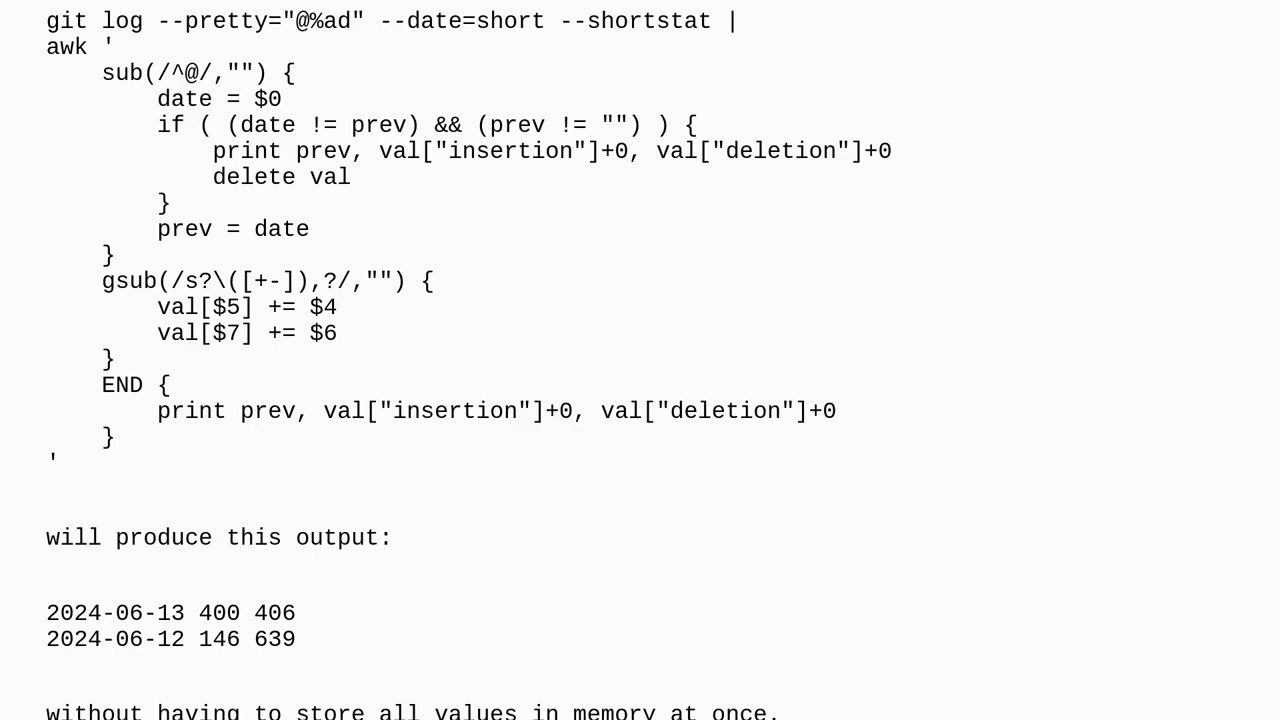 git log --pretty="@%ad" --date=short --shortstat |
awk '
    sub(/^@/,"") {
        date = $0
        if ( (date != prev) && (prev != "") ) {
            print prev, val["insertion"]+0, val["deletion"]+0
            delete val
        }
        prev = date
    }
    gsub(/s?\([+-]),?/,"") {
        val[$5] += $4
        val[$7] += $6
    }
    END {
        print prev, val["insertion"]+0, val["deletion"]+0
    }
'
will produce this output:
2024-06-13 400 406
2024-06-12 146 639
without having to store all values in memory at once.